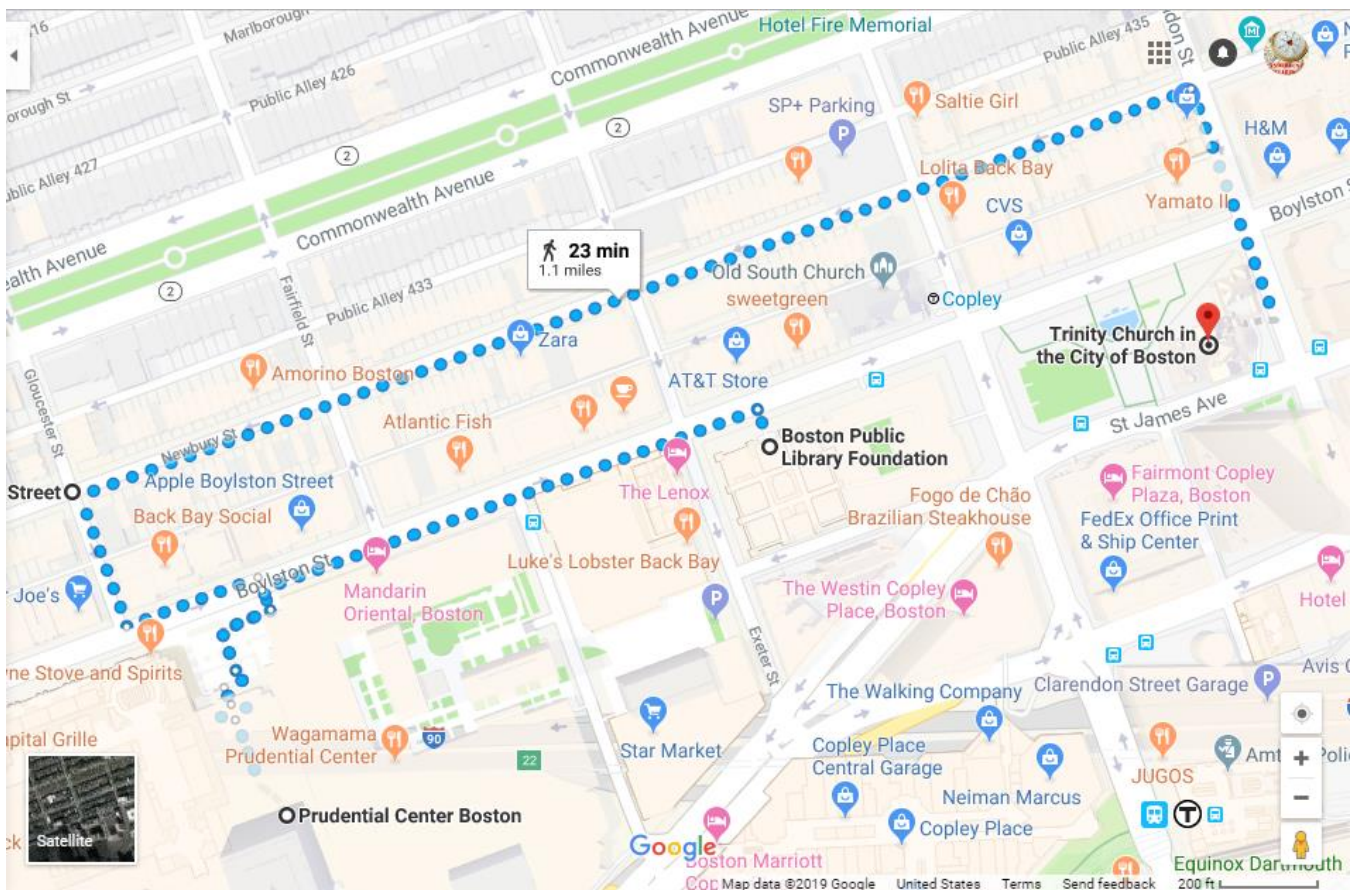 16
Marlborough St
Hotel Fire Memorial
Commonwealth Avenue
Public Alley 435
Public Alley 426
orough St
SP+ Parking
Saltie Girl
2
2
H&M
ublic Alley 427
Lolita Back Bay
Yamato II
CVS
Commonwealth Avenue
Boylston S
ealth Avenue
23 min
1.1 miles
Old South Church
2
Fairfield St
Public Alley 433
sweetgreen
Copley
Zara
Trinity Church in
the City of Boston
Amorino Boston
AT&T Store
Gloucester St
St James Ave
Atlantic Fish
Newbury St
Boston Public
Library Foundation
Street
Apple Boylston Street
The Lenox
Fairmont Copley
Plaza, Boston
Back Bay Social
Fogo de Chão
Brazilian Steakhouse
FedEx Office Print
& Ship Center
Luke's Lobster Back Bay
Boylston St
Joe's
Mandarin
Oriental, Boston
The Westin Copley
Place, Boston
Hotel
Exeter St
ne Stove and Spirits
Avis
Clarendon Street Garage
The Walking Company
pital Grille
Wagamama
Prudential Center
90
22
Star Market
Copley Place
Central Garage
JUGOS
Neiman Marcus
Prudential Center Boston
Copley Place
Satellite
Google
Boston Marriott
Equinox Dartmouth
Map data ©2019 Google
United States
Terms
Send feedback
200 ft